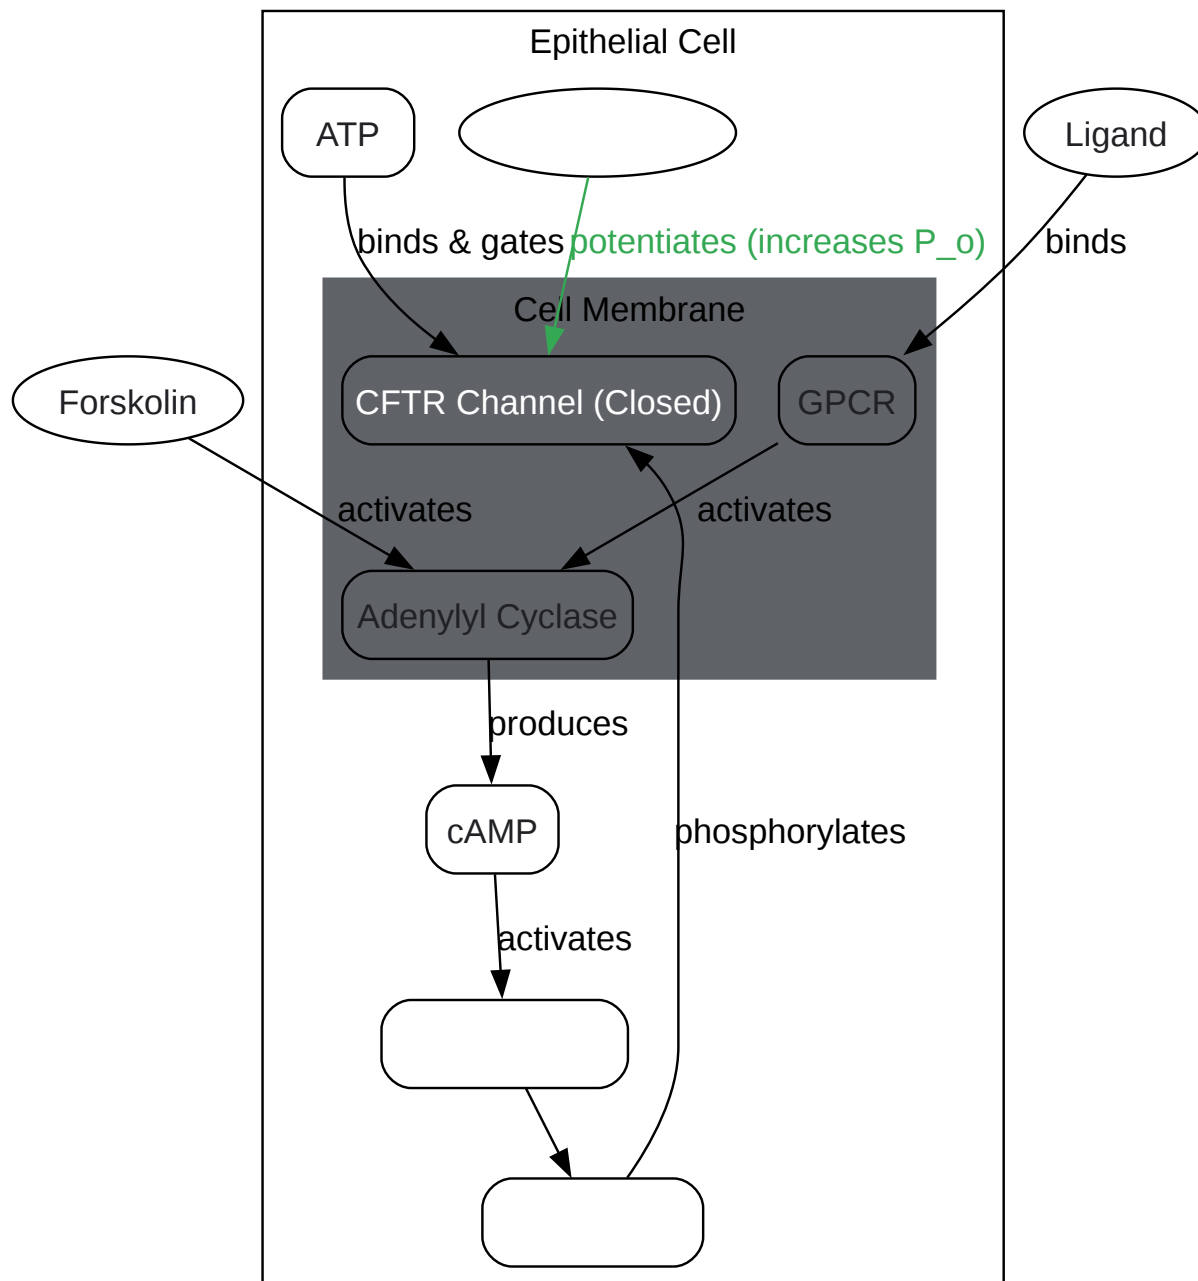 Epithelial Cell
ATP
Ligand
binds & gates
potentiates (increases P_o)
binds
Cell Membrane
Forskolin
CFTR Channel (Closed)
GPCR
activates
activates
Adenylyl Cyclase
produces
cAMP
phosphorylates
activates